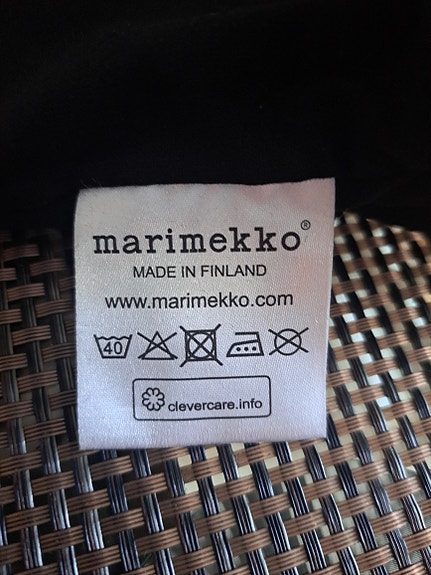 marimekko®
MADE IN FINLAND
www.marimekko.com
40
clevercare.info